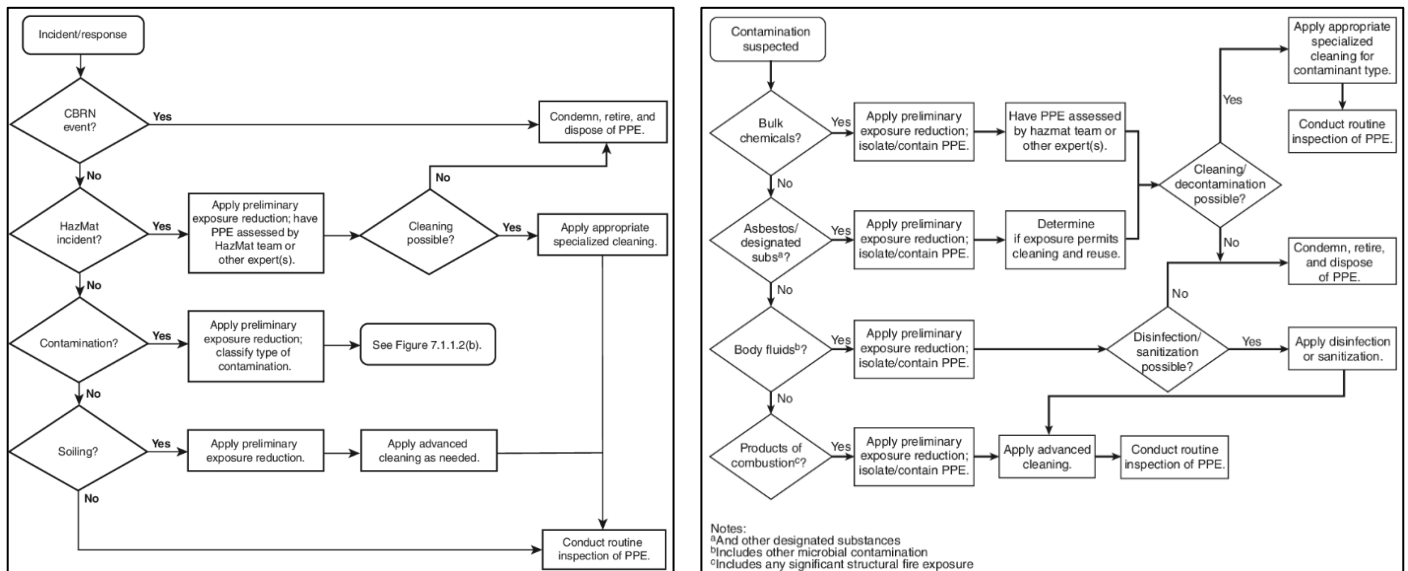 Incident/response
CBRN
event?
Yes
Condemn, retire, and
dispose of PPE.
No
HazMat
incident?
Yes
Apply preliminary
exposure reduction; have
PPE assessed by
HazMat team or
other expert(s).
Cleaning
possible?
No
Yes
Apply appropriate
specialized cleaning.
No
Contamination?
Yes
Apply preliminary
exposure reduction;
classify type of
contamination.
See Figure 7.1.1.2(b).
No
Soiling?
Yes
Apply preliminary
exposure reduction.
Apply advanced
cleaning as needed.
No
Conduct routine
inspection of PPE.
Contamination
suspected
Bulk
chemicals?
Yes
Apply preliminary
exposure reduction;
isolate/contain PPE.
Have PPE assessed
by hazmat team or
other expert(s).
Cleaning/
decontamination
possible?
Yes
Apply appropriate
specialized
cleaning for
contaminant type.
Conduct routine
inspection of PPE.
No
Asbestos/
designated
subsᵃ?
Yes
Apply preliminary
exposure reduction;
isolate/contain PPE.
Determine
if exposure permits
cleaning and reuse.
No
Condemn, retire,
and dispose
of PPE.
No
Body fluidsᵇ?
Yes
Apply preliminary
exposure reduction;
isolate/contain PPE.
Disinfection/
sanitization
possible?
No
Yes
Apply disinfection
or sanitization.
No
Products of
combustionᶜ?
Yes
Apply preliminary
exposure reduction;
isolate/contain PPE.
Apply advanced
cleaning.
Conduct routine
inspection of PPE.
Notes:
ᵃAnd other designated substances
ᵇIncludes other microbial contamination
ᶜIncludes any significant structural fire exposure